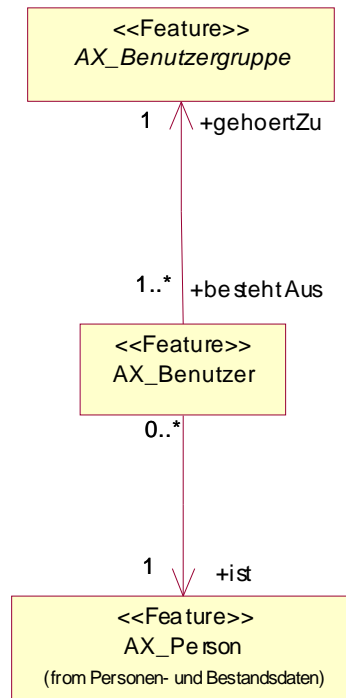 <<Feature>>
AX_Benutzergruppe
1 +gehoertZu
1..* +bestehtAus
<<Feature>>
AX_Benutzer
0..*
1 +ist
<<Feature>>
AX_Person
(from Personen- und Bestandsdaten)